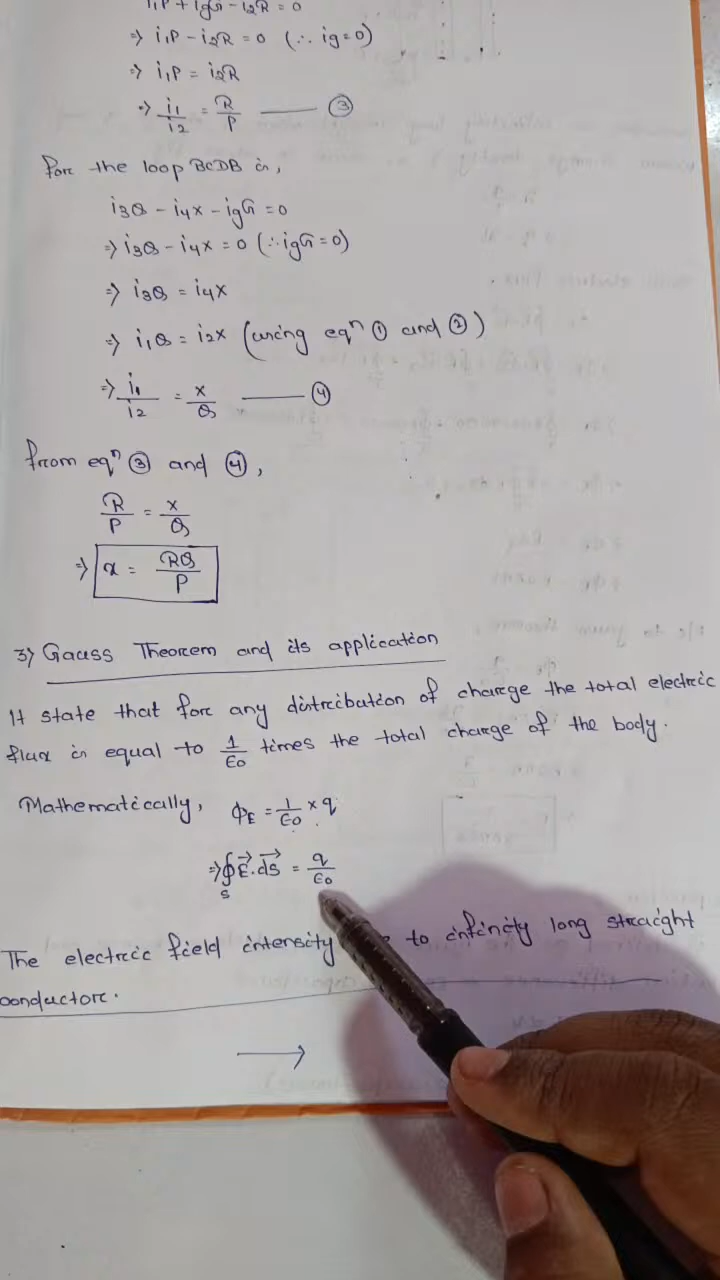 i₁P + igG - i₂R = 0
⇒ i₁P - i₂R = 0 (∴ ig=0)
⇒ i₁P = i₂R
⇒ i₁/i₂ = R/P —— ③
For the loop BCDB is,
i₃Q - i₄x - igG = 0
⇒ i₃Q - i₄x = 0 (∴ igG=0)
⇒ i₃Q = i₄x
⇒ i₁Q = i₂x (using eqⁿ ① and ②)
⇒ i₁/i₂ = x/Q —— ④
From eqⁿ ③ and ④,
R/P = x/Q
⇒ x = RQ/P
3) Gauss Theorem and its application
It state that for any distribution of charge the total electric
flux is equal to 1/ε₀ times the total charge of the body.
Mathematically, ϕE = 1/ε₀ × q
⇒ ∮s E⃗.ds⃗ = q/ε₀
The electric field intensity to infinity long straight
conductor.
→